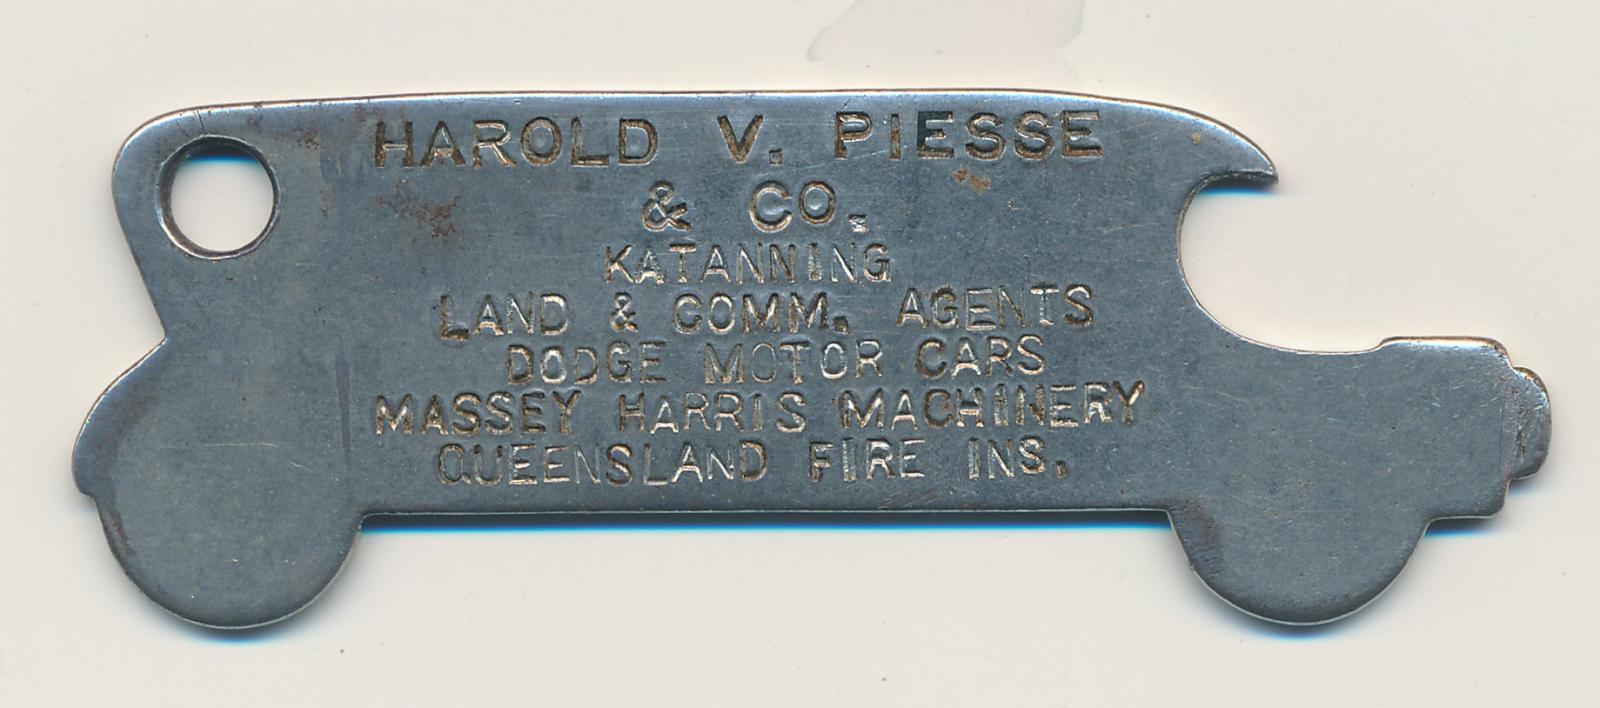 HAROLD V. PIESSE
& CO.
KATANNING
LAND & COMM. AGENTS
DODGE MOTOR CARS
MASSEY HARRIS MACHINERY
QUEENSLAND FIRE INS.